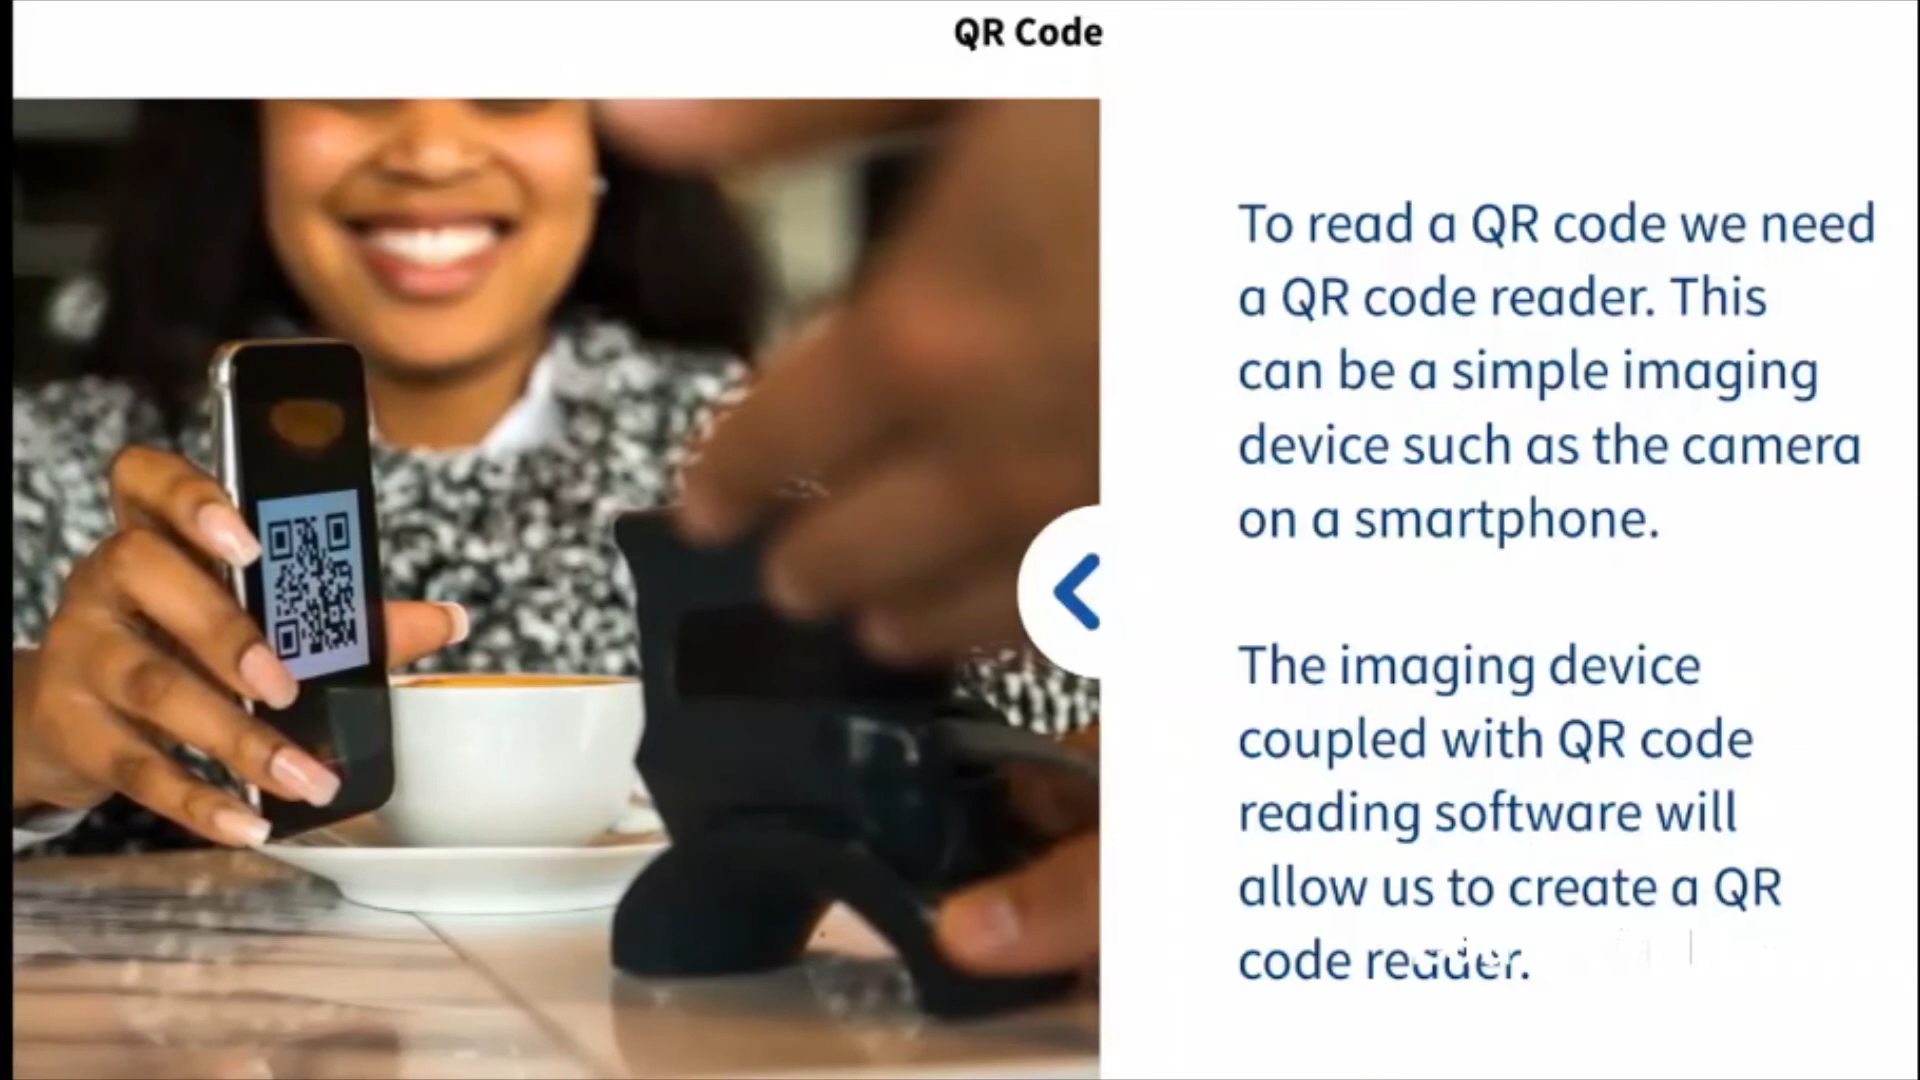 QR Code
To read a QR code we need
a QR code reader. This
can be a simple imaging
device such as the camera
on a smartphone.
The imaging device
coupled with QR code
reading software will
allow us to create a QR
code reader.